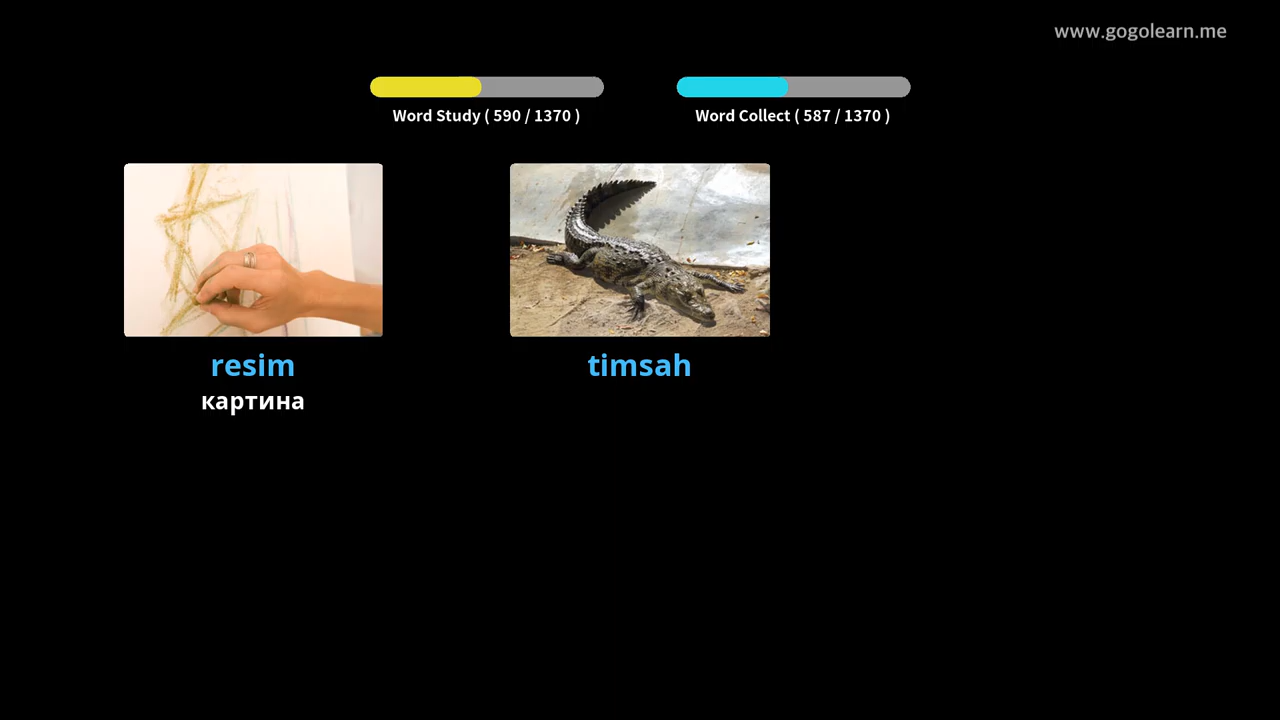 www.gogolearn.me
Word Study ( 590 / 1370 )
Word Collect ( 587 / 1370 )
resim
timsah
картина